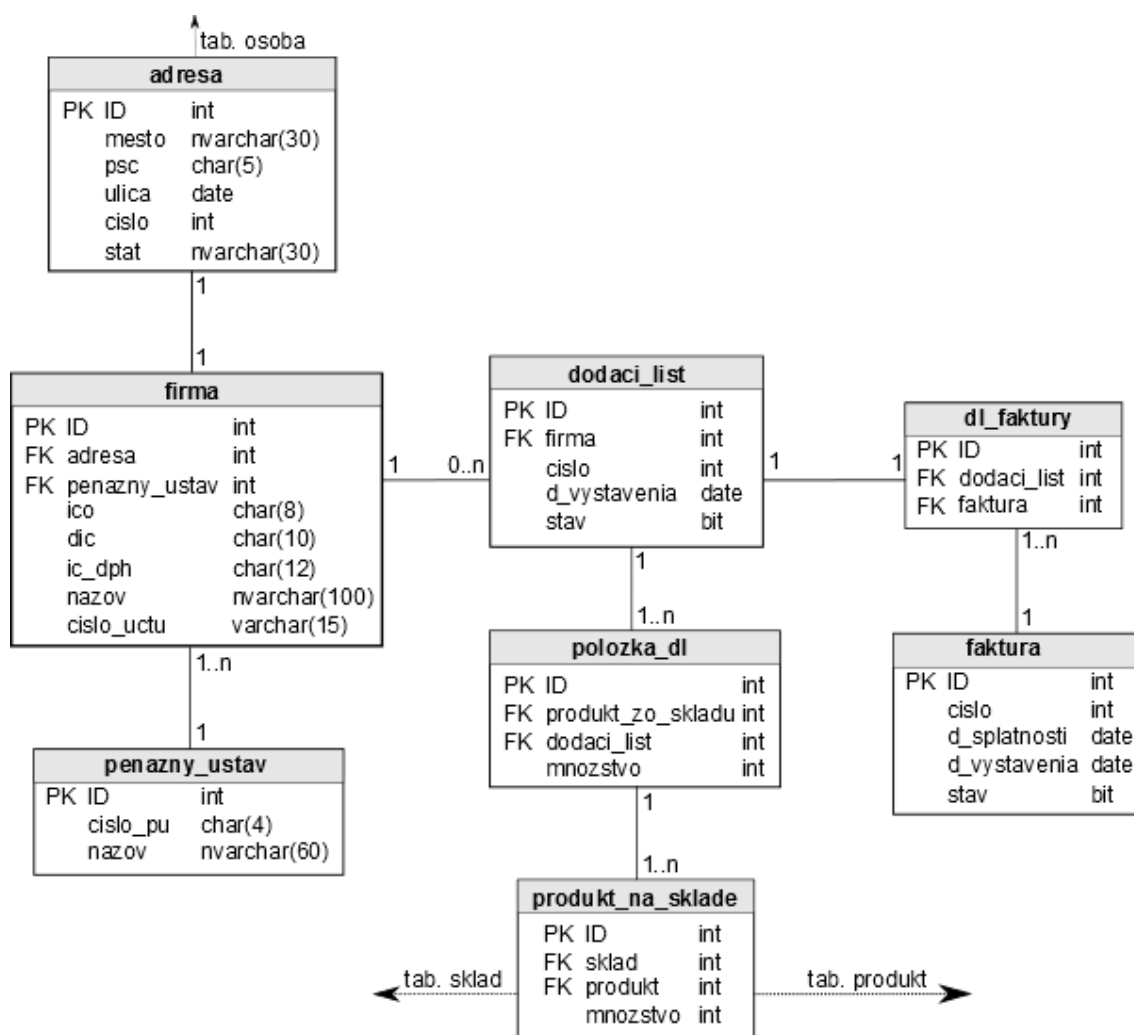 tab. osoba
adresa
PK ID int
mesto nvarchar(30)
psc char(5)
ulica date
cislo int
stat nvarchar(30)
1
1
firma
PK ID int
FK adresa int
FK penazny_ustav int
ico char(8)
dic char(10)
ic_dph char(12)
nazov nvarchar(100)
cislo_uctu varchar(15)
1 0..n
1..n
1
penazny_ustav
PK ID int
cislo_pu char(4)
nazov nvarchar(60)
dodaci_list
PK ID int
FK firma int
cislo int
d_vystavenia date
stav bit
1 1
1
1..n
polozka_dl
PK ID int
FK produkt_zo_skladu int
FK dodaci_list int
mnozstvo int
1
1..n
produkt_na_sklade
PK ID int
FK sklad int
FK produkt int
mnozstvo int
tab. sklad
tab. produkt
dl_faktury
PK ID int
FK dodaci_list int
FK faktura int
1..n
1
faktura
PK ID int
cislo int
d_splatnosti date
d_vystavenia date
stav bit